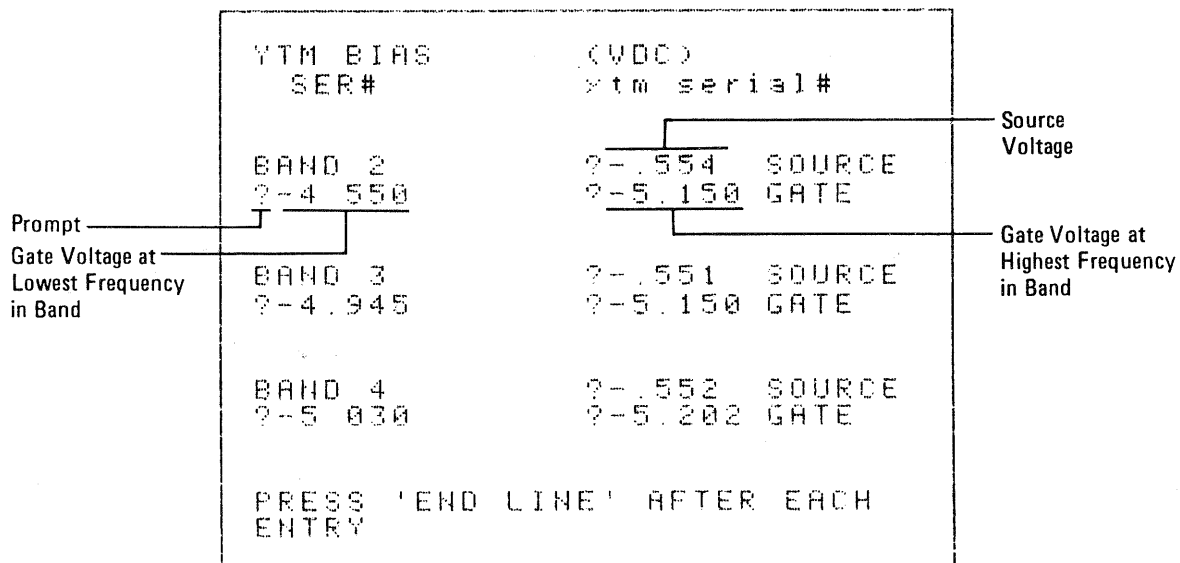 YTM BIAS (VDC)
SER# ytm serial#
Source
Voltage
BAND 2 ?-.554 SOURCE
?-4 550 ?-5.150 GATE
Prompt
Gate Voltage at
Lowest Frequency
in Band
Gate Voltage at
Highest Frequency
in Band
BAND 3 ?-.551 SOURCE
?-4.945 ?-5.150 GATE
BAND 4 ?-.552 SOURCE
?-5 030 ?-5.202 GATE
PRESS 'END LINE' AFTER EACH
ENTRY